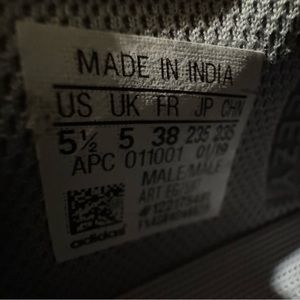 MADE IN INDIA
US UK FR JP CHN
5½ 5 38 235 235
APC 011001 01/19
MALE/MALE
ART
adidas